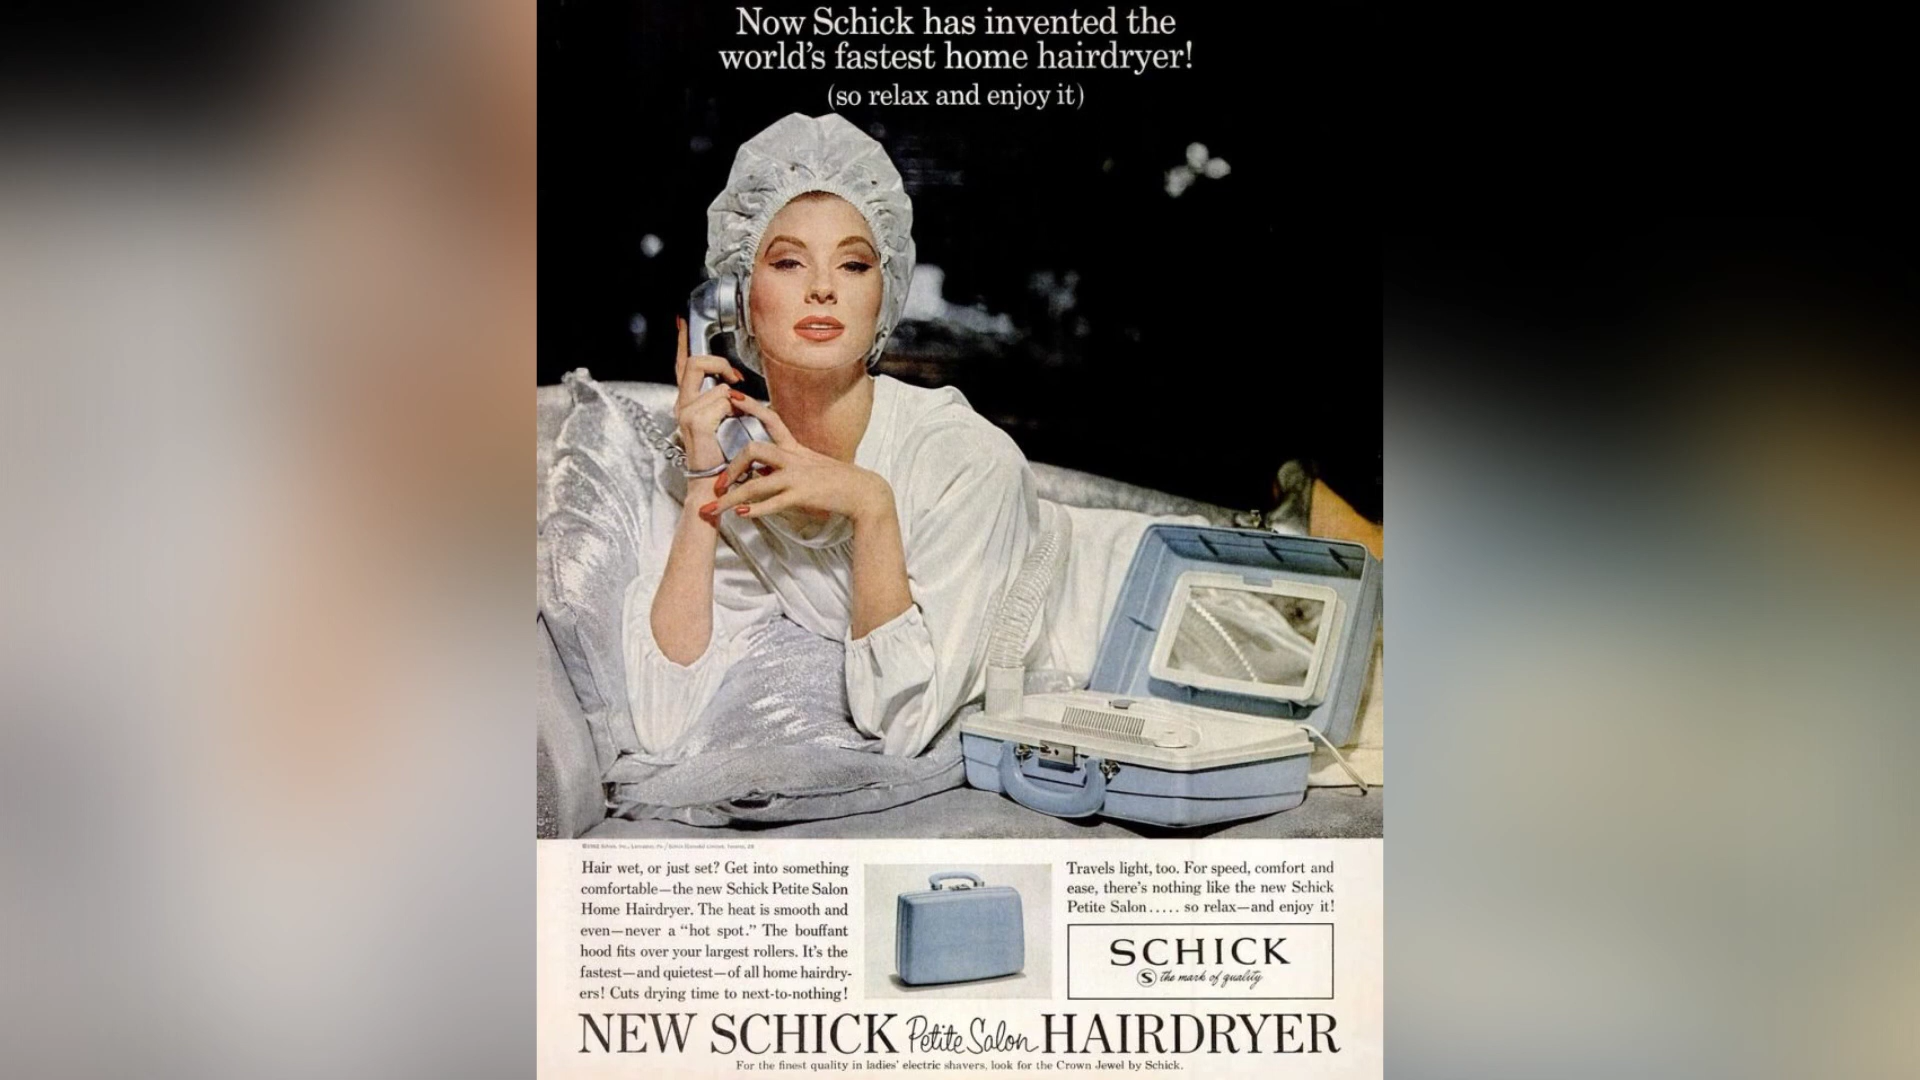 Now Schick has invented the
world's fastest home hairdryer!
(so relax and enjoy it)
Hair wet, or just set? Get into something
comfortable—the new Schick Petite Salon
Home Hairdryer. The heat is smooth and
even—never a “hot spot.” The bouffant
hood fits over your largest rollers. It's the
fastest—and quietest—of all home hairdry-
ers! Cuts drying time to next-to-nothing!
Travels light, too. For speed, comfort and
ease, there's nothing like the new Schick
Petite Salon..... so relax—and enjoy it!
SCHICK
S the mark of quality
NEW SCHICK Petite Salon HAIRDRYER
For the finest quality in ladies' electric shavers, look for the Crown Jewel by Schick.